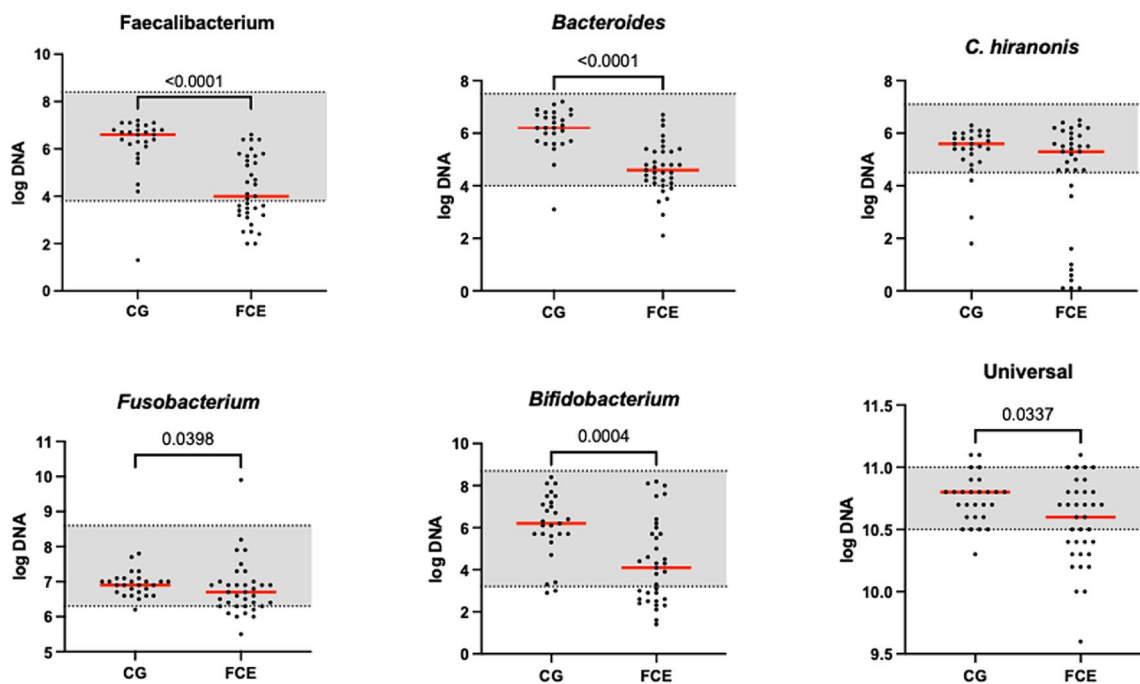 Faecalibacterium
10
8
6
4
2
0
log DNA
<0.0001
CG
FCE
Bacteroides
8
6
4
2
0
log DNA
<0.0001
CG
FCE
C. hiranonis
8
6
4
2
0
log DNA
CG
FCE
Fusobacterium
11
10
9
8
7
6
5
log DNA
0.0398
CG
FCE
Bifidobacterium
10
8
6
4
2
0
log DNA
0.0004
CG
FCE
Universal
11.5
11.0
10.5
10.0
9.5
log DNA
0.0337
CG
FCE